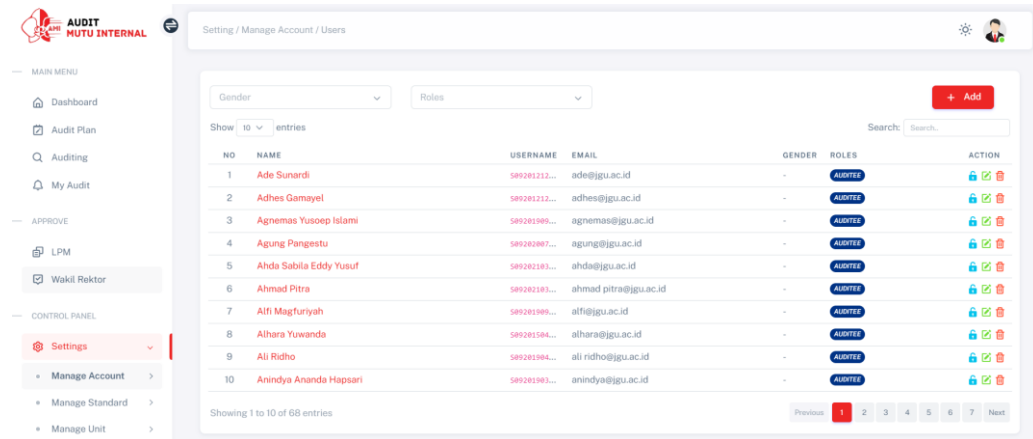 AUDIT
MUTU INTERNAL
AMI
Setting / Manage Account / Users
MAIN MENU
Dashboard
Audit Plan
Auditing
My Audit
APPROVE
LPM
Wakil Rektor
CONTROL PANEL
Settings
Manage Account
Manage Standard
Manage Unit
Gender Roles + Add
Show 10 entries Search: Search..
NO NAME USERNAME EMAIL GENDER ROLES ACTION
1 Ade Sunardi S09201212... ade@jgu.ac.id - AUDITEE
2 Adhes Gamayel S09201212... adhes@jgu.ac.id - AUDITEE
3 Agnemas Yusoep Islami S09201909... agnemas@jgu.ac.id - AUDITEE
4 Agung Pangestu S09202007... agung@jgu.ac.id - AUDITEE
5 Ahda Sabila Eddy Yusuf S09202103... ahda@jgu.ac.id - AUDITEE
6 Ahmad Pitra S09202103... ahmad pitra@jgu.ac.id - AUDITEE
7 Alfi Magfuriyah S09201909... alfi@jgu.ac.id - AUDITEE
8 Alhara Yuwanda S09201504... alhara@jgu.ac.id - AUDITEE
9 Ali Ridho S09201904... ali ridho@jgu.ac.id - AUDITEE
10 Anindya Ananda Hapsari S09201903... anindya@jgu.ac.id - AUDITEE
Showing 1 to 10 of 68 entries Previous 1 2 3 4 5 6 7 Next